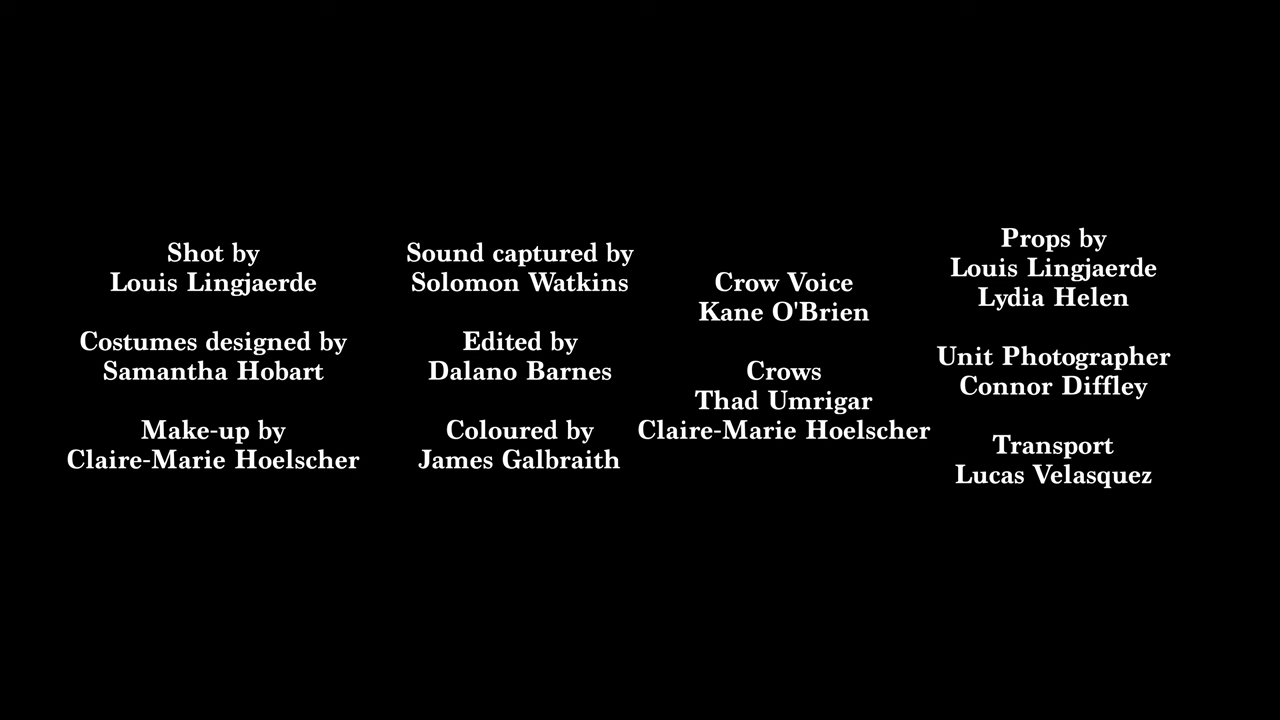 Shot by
Louis Lingjaerde
Costumes designed by
Samantha Hobart
Make-up by
Claire-Marie Hoelscher
Sound captured by
Solomon Watkins
Edited by
Dalano Barnes
Coloured by
James Galbraith
Crow Voice
Kane O'Brien
Crows
Thad Umrigar
Claire-Marie Hoelscher
Props by
Louis Lingjaerde
Lydia Helen
Unit Photographer
Connor Diffley
Transport
Lucas Velasquez